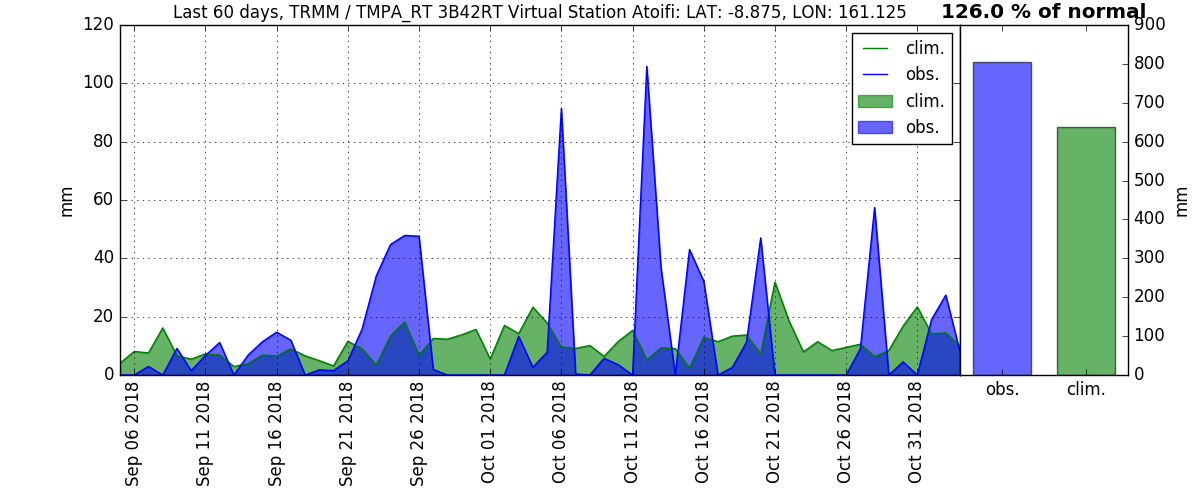 Last 60 days, TRMM / TMPA_RT 3B42RT Virtual Station Atoifi: LAT: -8.875, LON: 161.125
126.0 % of normal
120
100
80
60
40
20
0
mm
clim.
obs.
clim.
obs.
Sep 06 2018
Sep 11 2018
Sep 16 2018
Sep 21 2018
Sep 26 2018
Oct 01 2018
Oct 06 2018
Oct 11 2018
Oct 16 2018
Oct 21 2018
Oct 26 2018
Oct 31 2018
900
800
700
600
500
400
300
200
100
0
mm
obs.
clim.